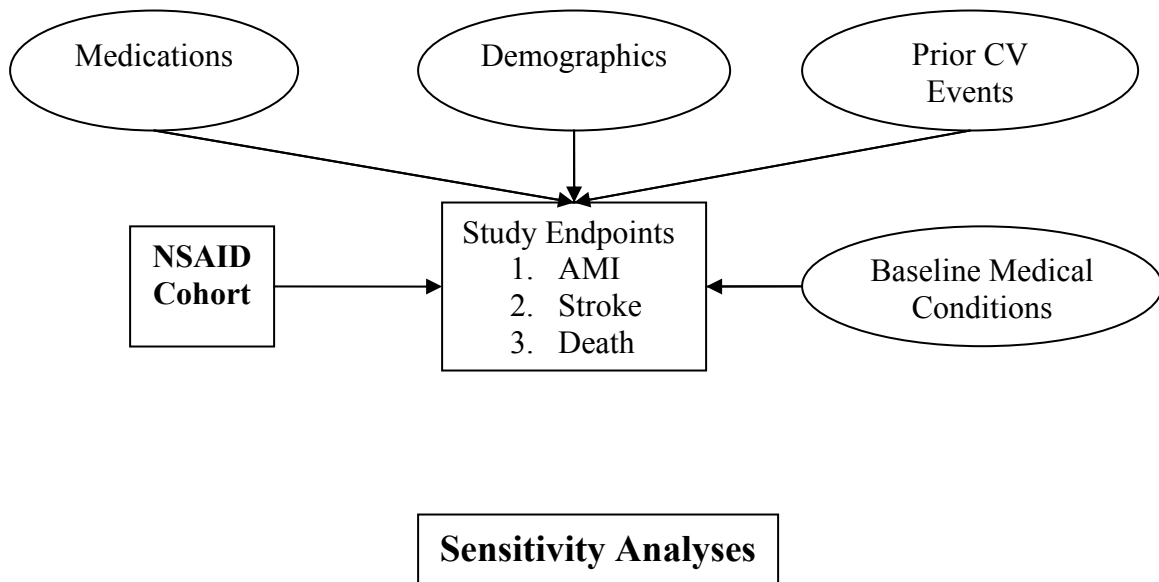 Medications
Demographics
Prior CV
Events
NSAID
Cohort
Study Endpoints
1. AMI
2. Stroke
3. Death
Baseline Medical
Conditions
Sensitivity Analyses